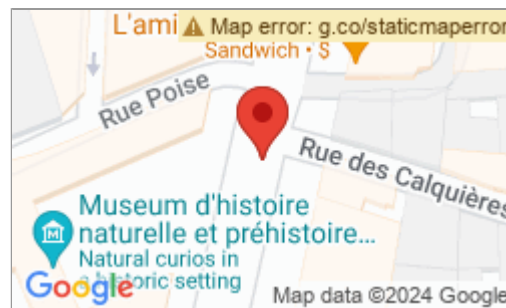 L'ami
Map error: g.co/staticmaperror
Sandwich • $
Rue Poise
Rue des Calquières
Museum d'histoire
naturelle et préhistoire...
Natural curios in
a historic setting
Google
Map data ©2024 Google